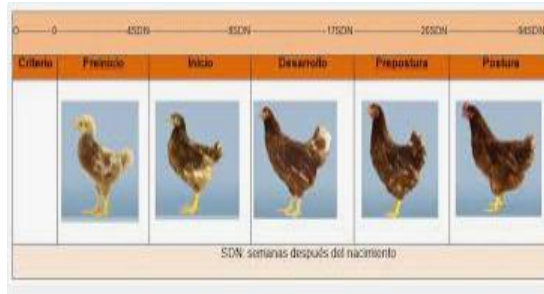 0 4SDN 8SDN 17SDN 20SDN
Criterio Preinicio Inicio Desarrollo Prepostura Postura
SDN: semanas después del nacimiento